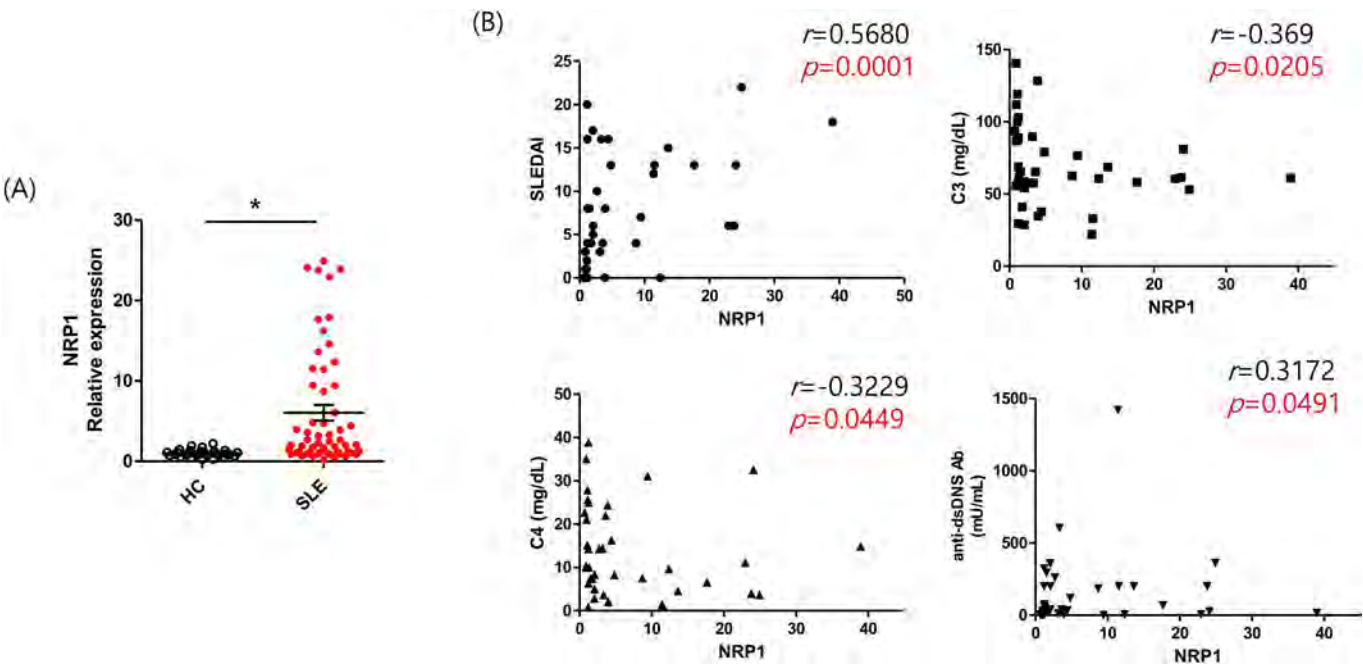 (A)
*
30
20
10
0
NRP1
Relative expression
HC
SLE
(B)
r=0.5680
p=0.0001
25
20
15
10
5
0
SLEDAI
0 10 20 30 40 50
NRP1
r=-0.369
p=0.0205
150
100
50
0
C3 (mg/dL)
0 10 20 30 40
NRP1
r=-0.3229
p=0.0449
50
40
30
20
10
0
C4 (mg/dL)
0 10 20 30 40 50
NRP1
r=0.3172
p=0.0491
1500
1000
500
0
anti-dsDNS Ab
(mU/mL)
0 10 20 30 40
NRP1